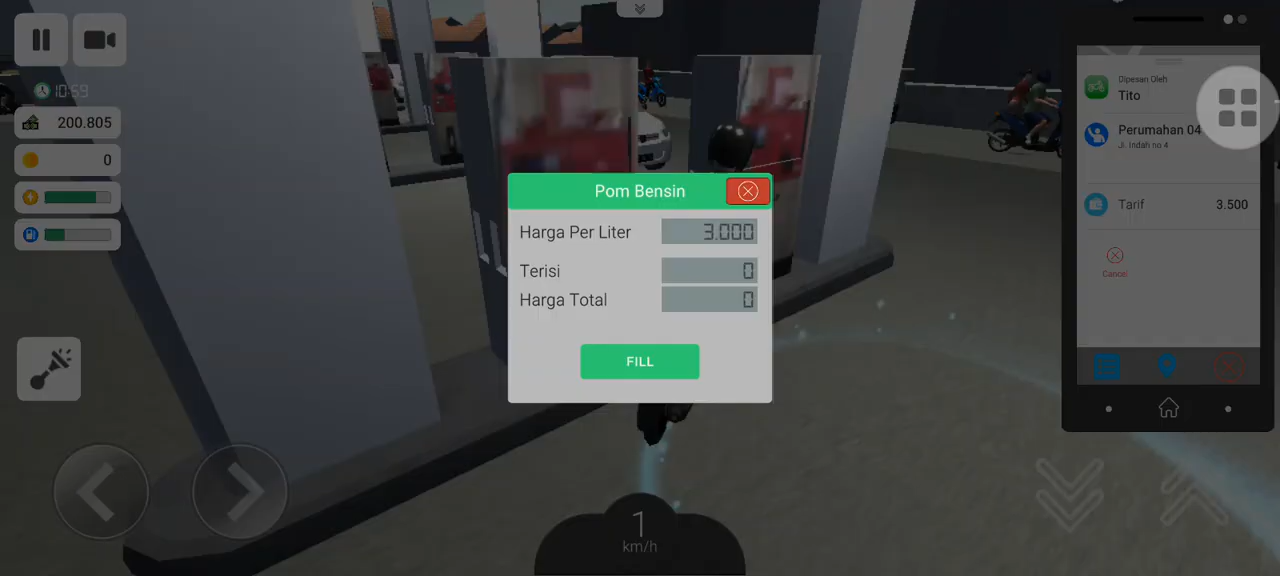 10:59
200.805
0
Pom Bensin
Harga Per Liter 3.000
Terisi 0
Harga Total 0
FILL
Dipesan Oleh
Tito
Perumahan 04
Jl. Indah no 4
Tarif 3.500
Cancel
1
km/h